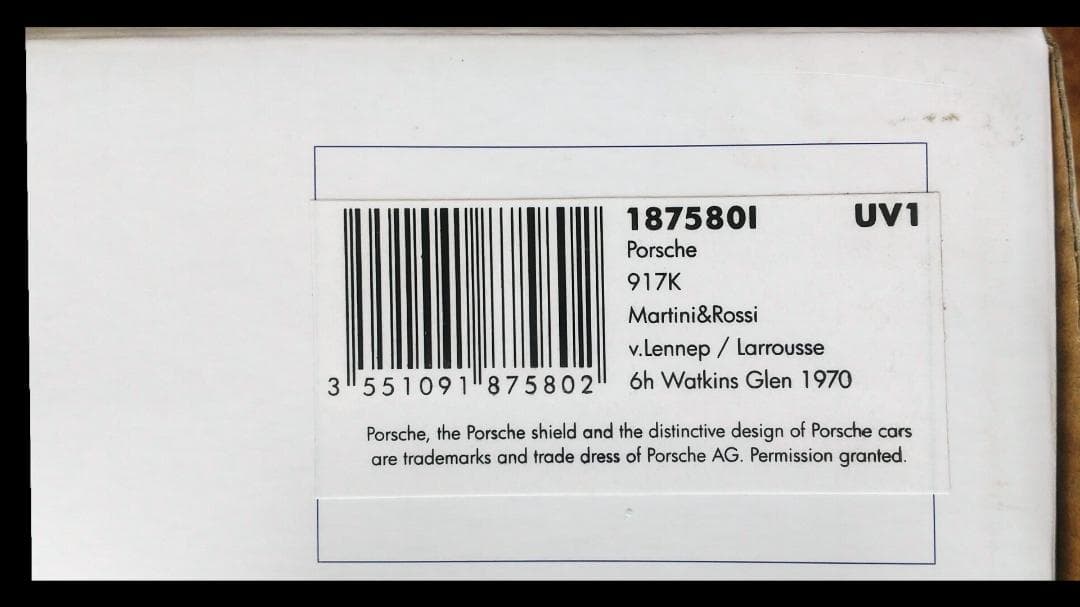 187580I UV1
Porsche
917K
Martini&Rossi
v.Lennep / Larrousse
6h Watkins Glen 1970
3 551091 875802
Porsche, the Porsche shield and the distinctive design of Porsche cars
are trademarks and trade dress of Porsche AG. Permission granted.